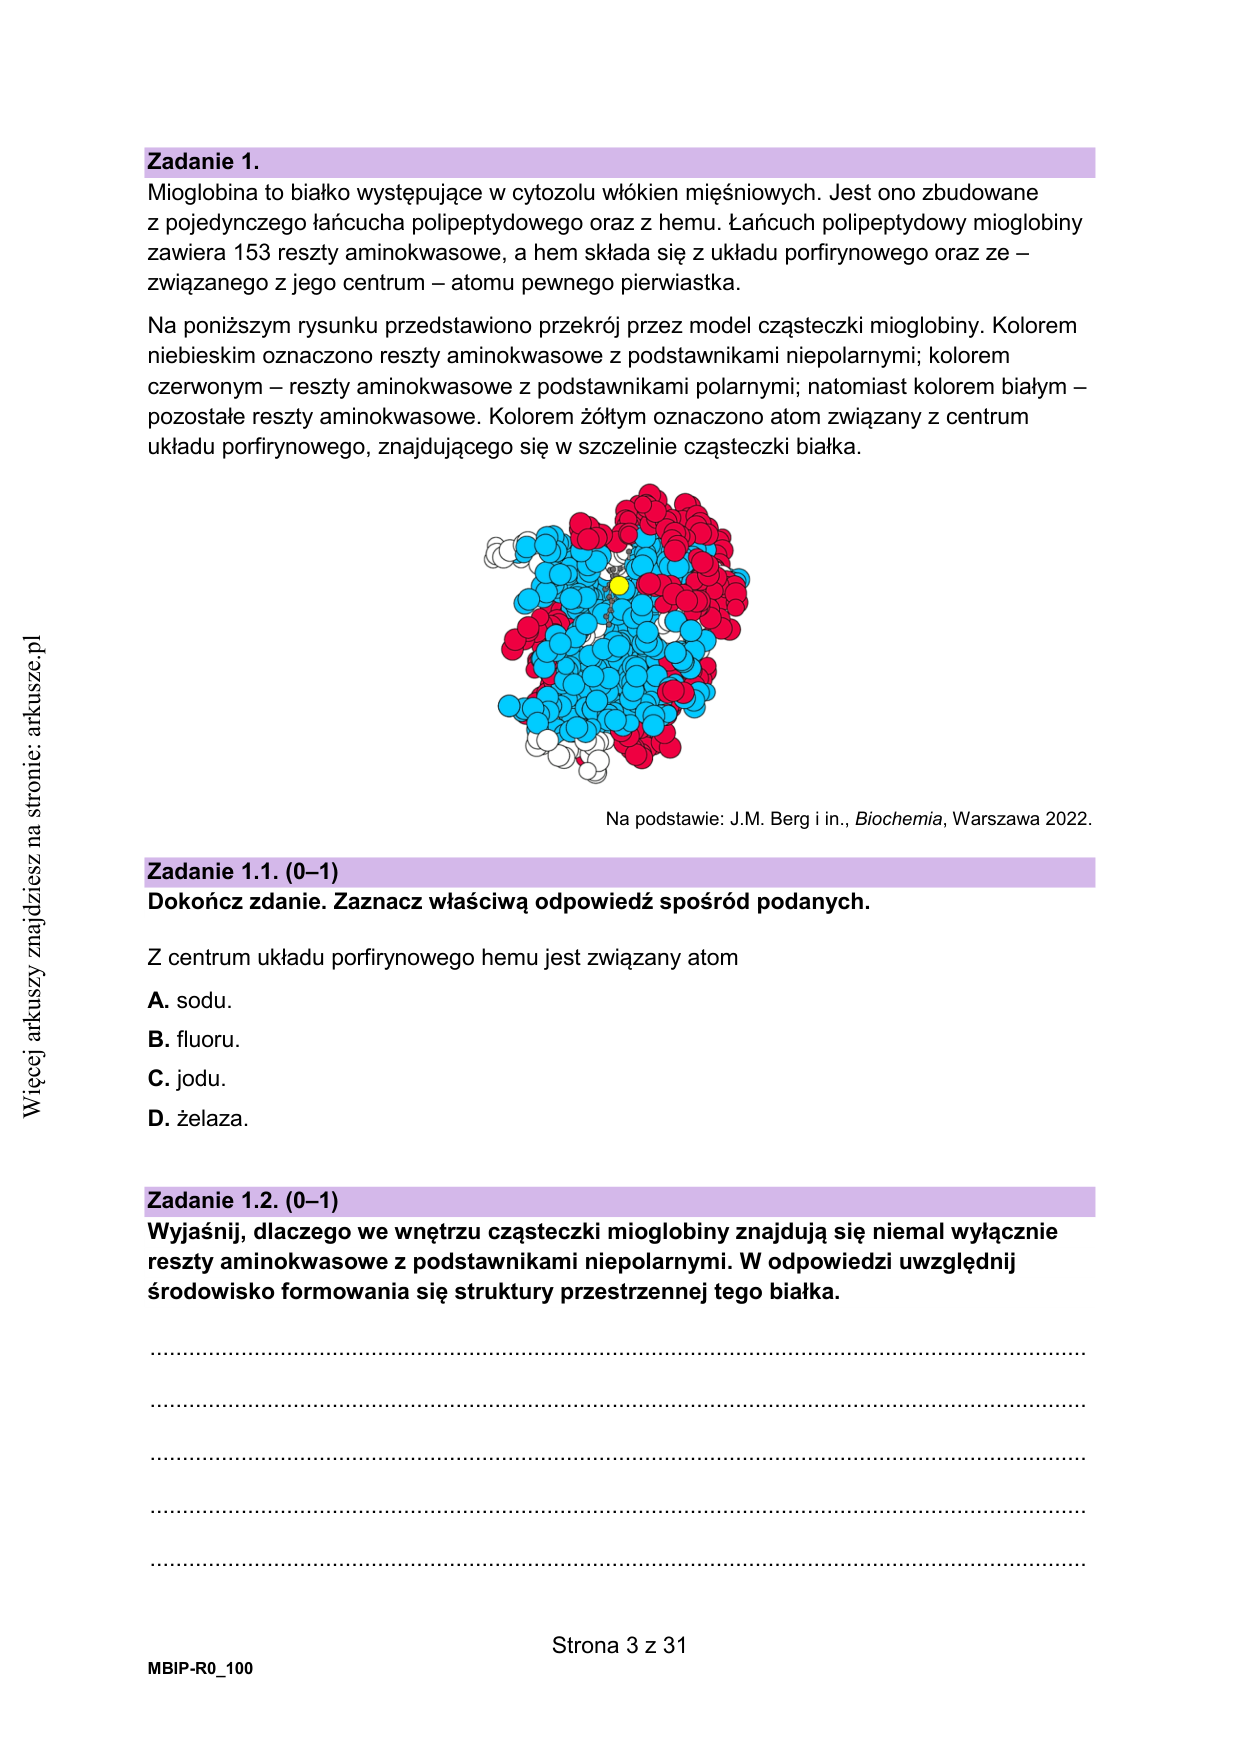 Zadanie 1.
Mioglobina to białko występujące w cytozolu włókien mięśniowych. Jest ono zbudowane
z pojedynczego łańcucha polipeptydowego oraz z hemu. Łańcuch polipeptydowy mioglobiny
zawiera 153 reszty aminokwasowe, a hem składa się z układu porfirynowego oraz ze –
związanego z jego centrum – atomu pewnego pierwiastka.
Na poniższym rysunku przedstawiono przekrój przez model cząsteczki mioglobiny. Kolorem
niebieskim oznaczono reszty aminokwasowe z podstawnikami niepolarnymi; kolorem
czerwonym – reszty aminokwasowe z podstawnikami polarnymi; natomiast kolorem białym –
pozostałe reszty aminokwasowe. Kolorem żółtym oznaczono atom związany z centrum
układu porfirynowego, znajdującego się w szczelinie cząsteczki białka.
Na podstawie: J.M. Berg i in., Biochemia, Warszawa 2022.
Zadanie 1.1. (0–1)
Dokończ zdanie. Zaznacz właściwą odpowiedź spośród podanych.
Z centrum układu porfirynowego hemu jest związany atom
A. sodu.
B. fluoru.
C. jodu.
D. żelaza.
Zadanie 1.2. (0–1)
Wyjaśnij, dlaczego we wnętrzu cząsteczki mioglobiny znajdują się niemal wyłącznie
reszty aminokwasowe z podstawnikami niepolarnymi. W odpowiedzi uwzględnij
środowisko formowania się struktury przestrzennej tego białka.
Strona 3 z 31
MBIP-R0_100
Więcej arkuszy znajdziesz na stronie: arkusze.pl